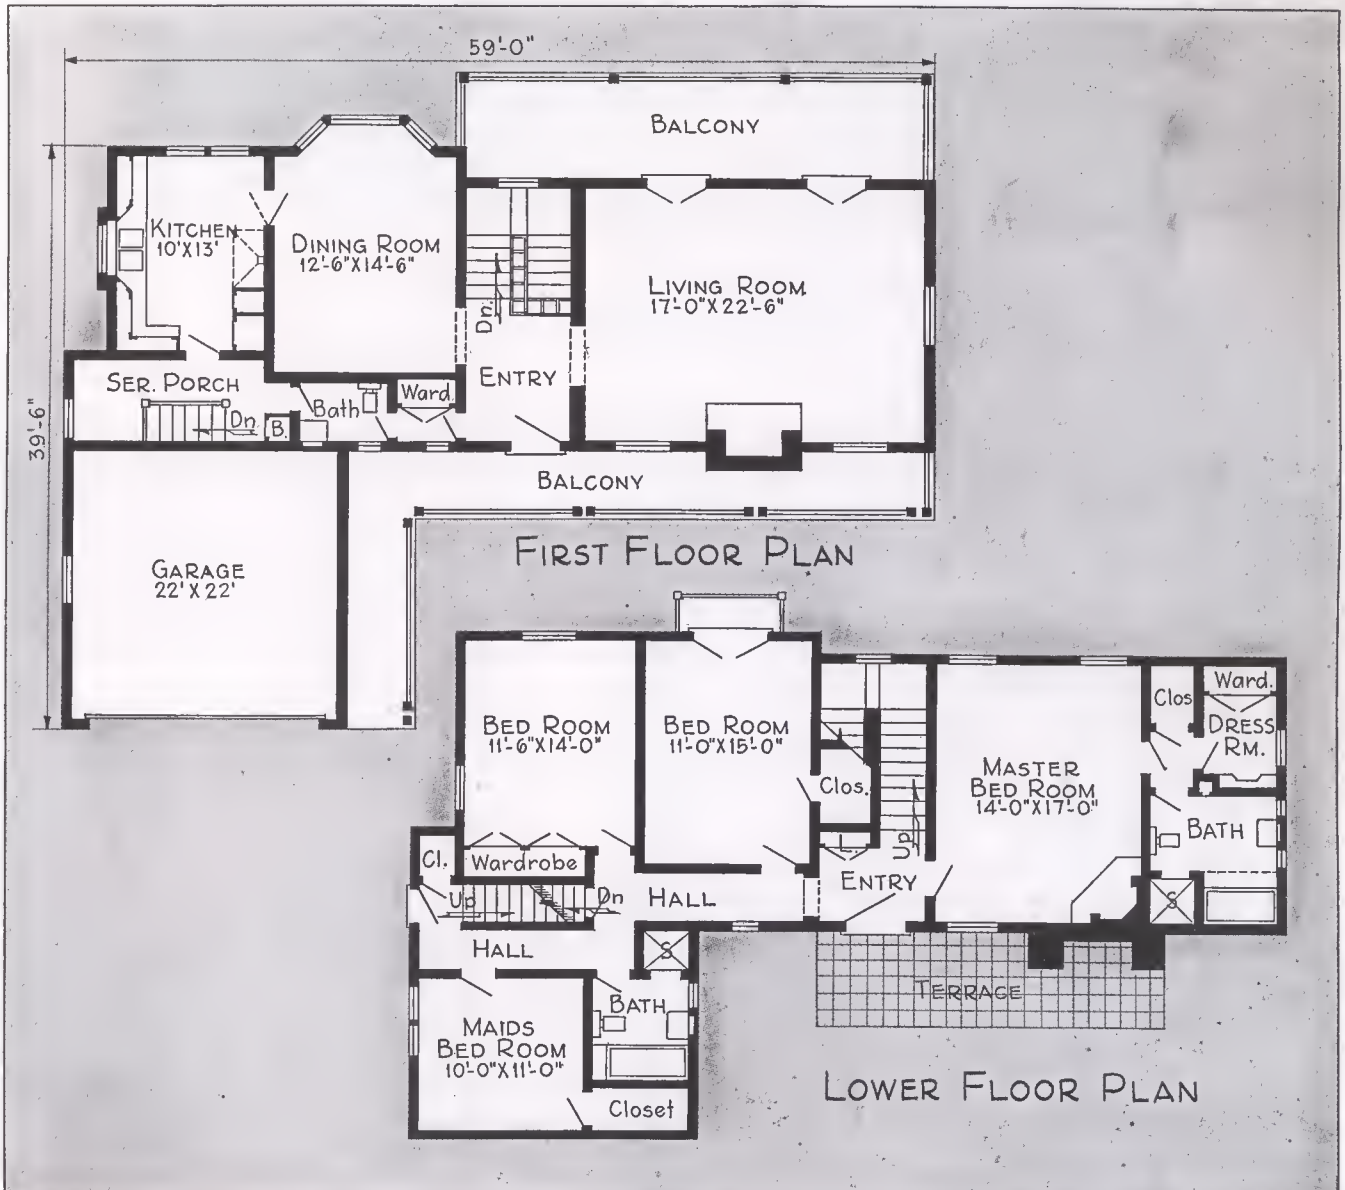 59'-0"
BALCONY
KITCHEN
10'X13'
DINING ROOM
12'-6"X14'-6"
LIVING ROOM
17'-0"X22'-6"
Dn.
ENTRY
SER. PORCH
Dn.
B.
Bath
Ward.
39'-6"
BALCONY
GARAGE
22'X22'
FIRST FLOOR PLAN
BED ROOM
11'-6"X14'-0"
BED ROOM
11'-0"X15'-0"
Clos.
L.
Up
MASTER
BED ROOM
14'-0"X17'-0"
Clos
Ward.
DRESS
RM.
BATH
S
Cl.
Wardrobe
Up
Dn
HALL
ENTRY
HALL
S
TERRACE
MAIDS
BED ROOM
10'-0"X11'-0"
BATH
Closet
LOWER FLOOR PLAN